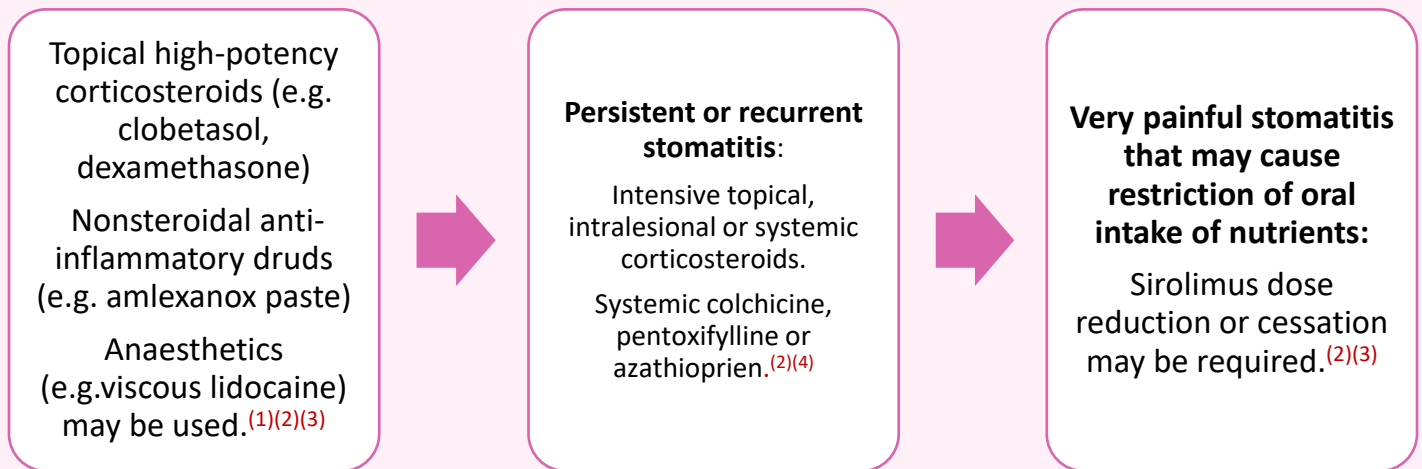 Topical high-potency
corticosteroids (e.g.
clobetasol,
dexamethasone)
Nonsteroidal anti-
inflammatory druds
(e.g. amlexanox paste)
Anaesthetics
(e.g.viscous lidocaine)
may be used.(1)(2)(3)
Persistent or recurrent
stomatitis:
Intensive topical,
intralesional or systemic
corticosteroids.
Systemic colchicine,
pentoxifylline or
azathioprien.(2)(4)
Very painful stomatitis
that may cause
restriction of oral
intake of nutrients:
Sirolimus dose
reduction or cessation
may be required.(2)(3)